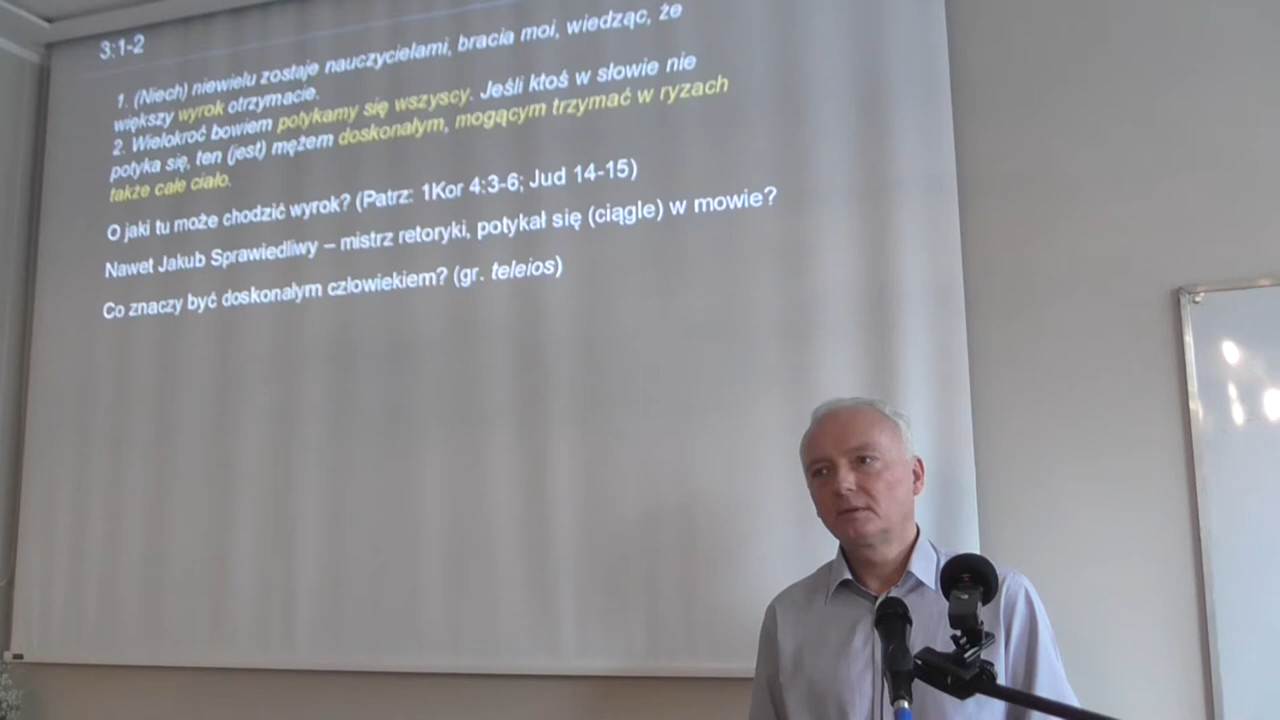 3:1-2
1. (Niech) niewielu zostaje nauczycielami, bracia moi, wiedząc, że
większy wyrok otrzymacie.
2. Wielokroć bowiem potykamy się wszyscy. Jeśli ktoś w słowie nie
potyka się, ten (jest) mężem doskonałym, mogącym trzymać w ryzach
także całe ciało.
O jaki tu może chodzić wyrok? (Patrz: 1Kor 4:3-6; Jud 14-15)
Nawet Jakub Sprawiedliwy – mistrz retoryki, potykał się (ciągle) w mowie?
Co znaczy być doskonałym człowiekiem? (gr. teleios)